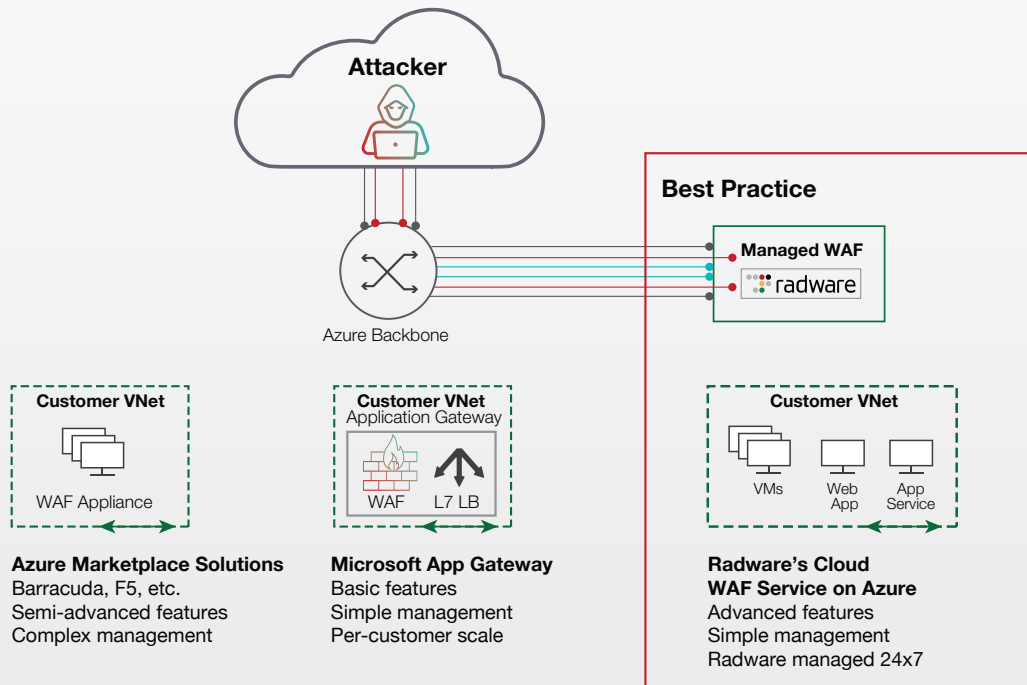 Attacker
Best Practice
Managed WAF
radware
Azure Backbone
Customer VNet
WAF Appliance
Customer VNet
Application Gateway
WAF
L7 LB
Customer VNet
VMs
Web
App
App
Service
Azure Marketplace Solutions
Barracuda, F5, etc.
Semi-advanced features
Complex management
Microsoft App Gateway
Basic features
Simple management
Per-customer scale
Radware's Cloud
WAF Service on Azure
Advanced features
Simple management
Radware managed 24x7